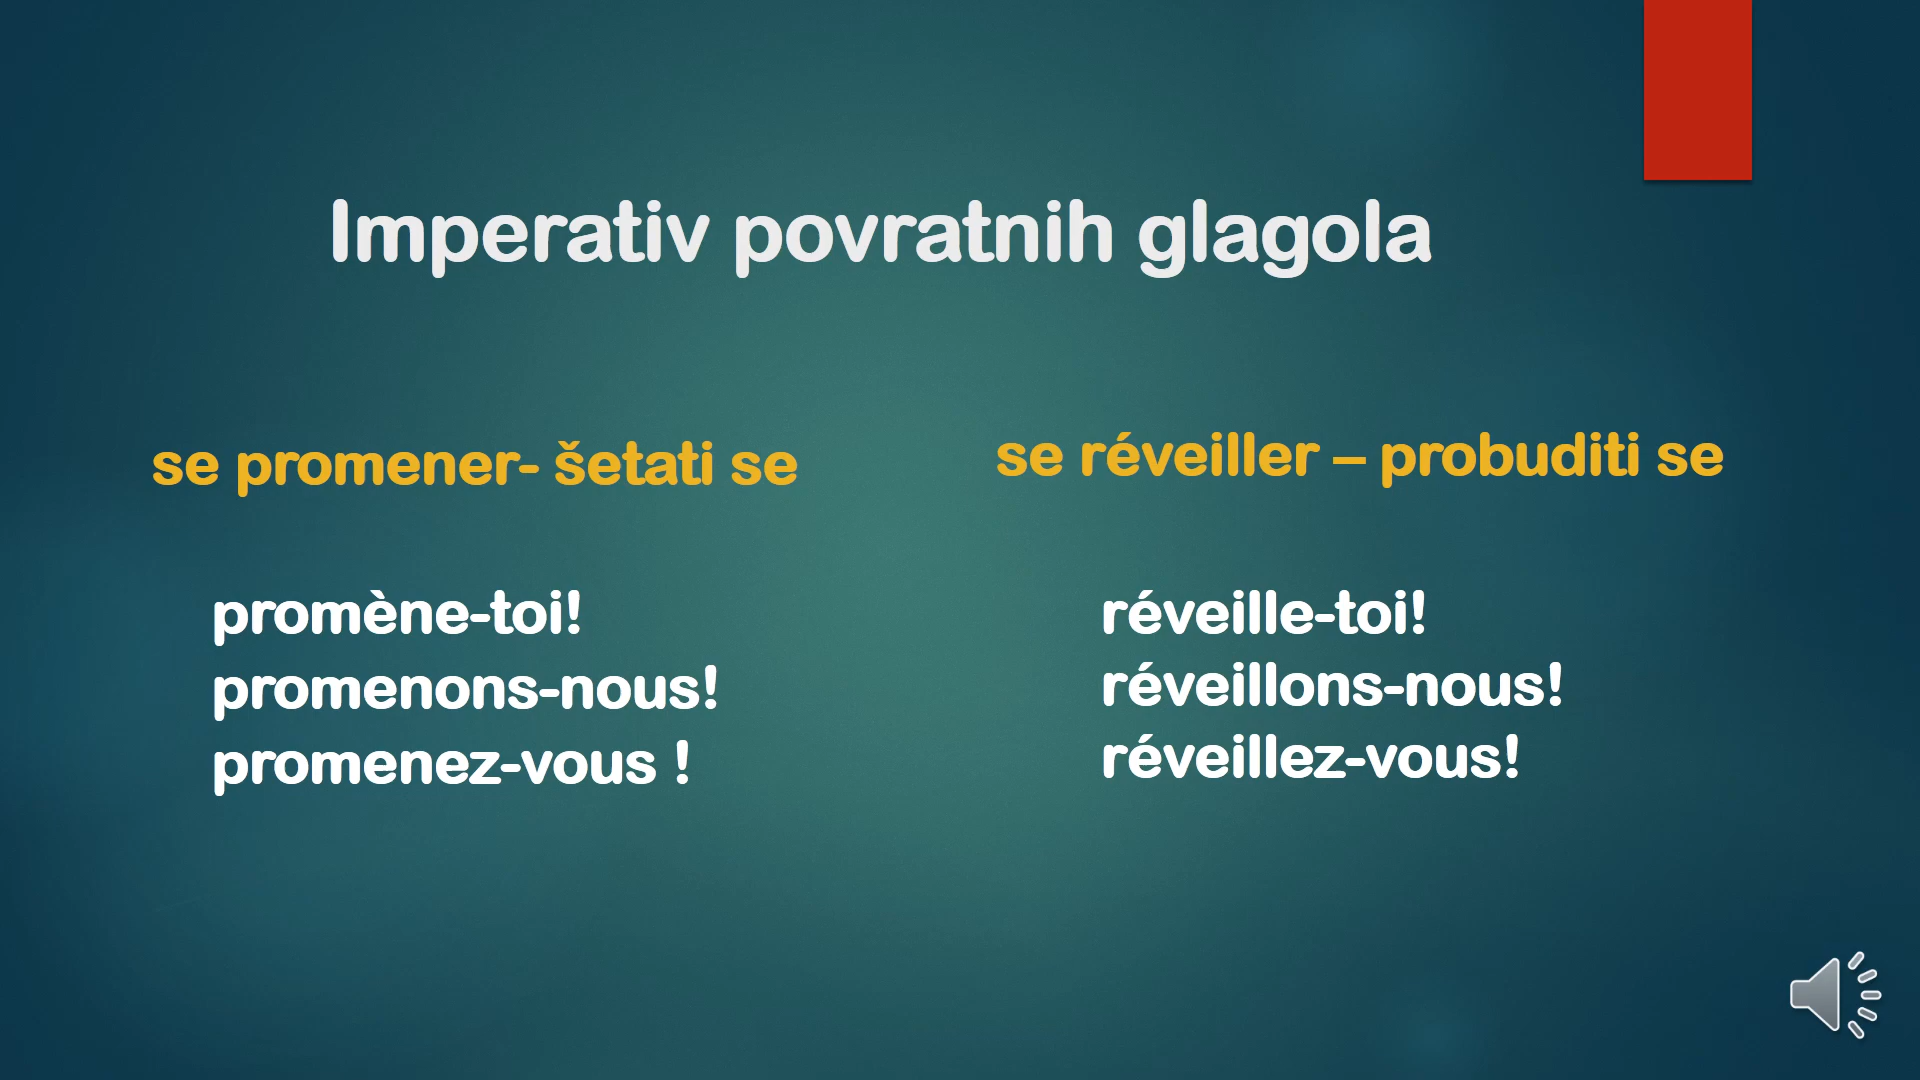 Imperativ povratnih glagola
se promener- šetati se
promène-toi!
promenons-nous!
promenez-vous !
se réveiller – probuditi se
réveille-toi!
réveillons-nous!
réveillez-vous!